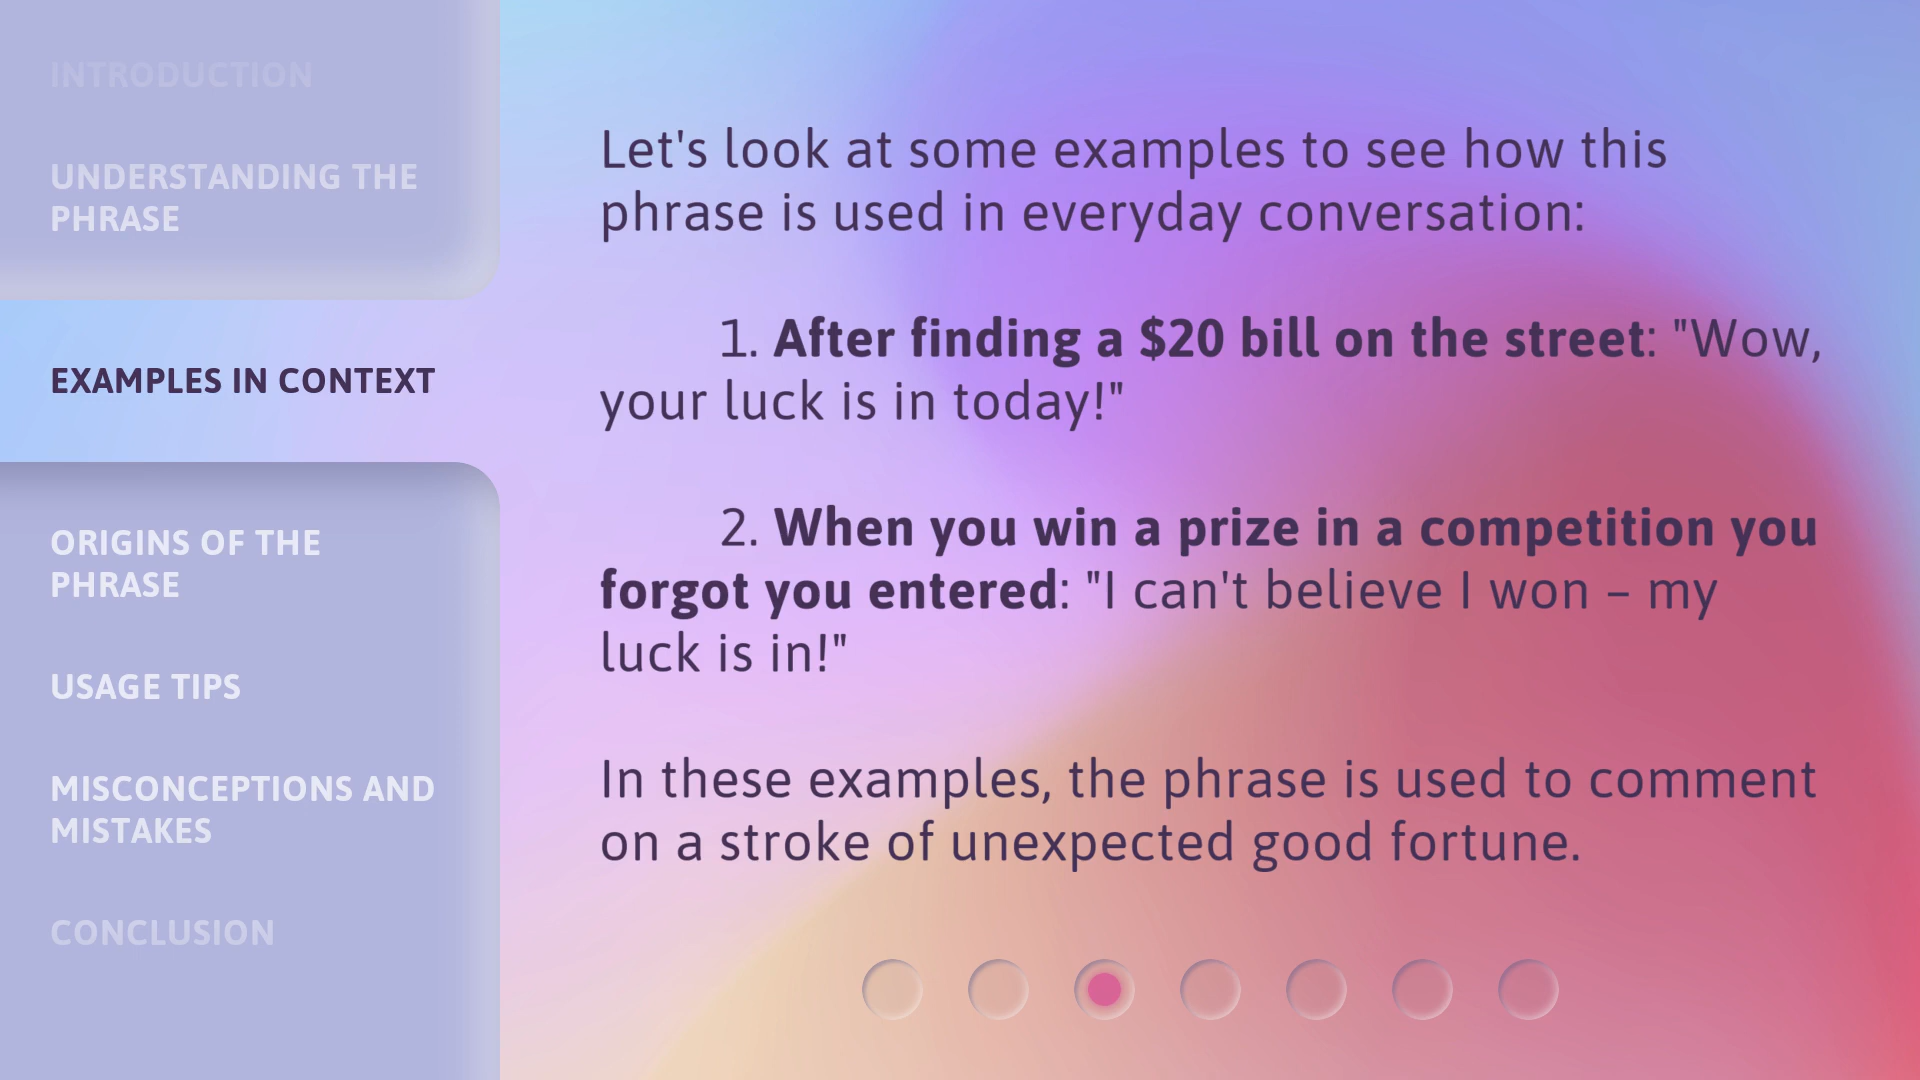 INTRODUCTION
UNDERSTANDING THE
PHRASE
EXAMPLES IN CONTEXT
ORIGINS OF THE
PHRASE
USAGE TIPS
MISCONCEPTIONS AND
MISTAKES
CONCLUSION
Let's look at some examples to see how this
phrase is used in everyday conversation:
1. After finding a $20 bill on the street: "Wow,
your luck is in today!"
2. When you win a prize in a competition you
forgot you entered: "I can't believe I won – my
luck is in!"
In these examples, the phrase is used to comment
on a stroke of unexpected good fortune.